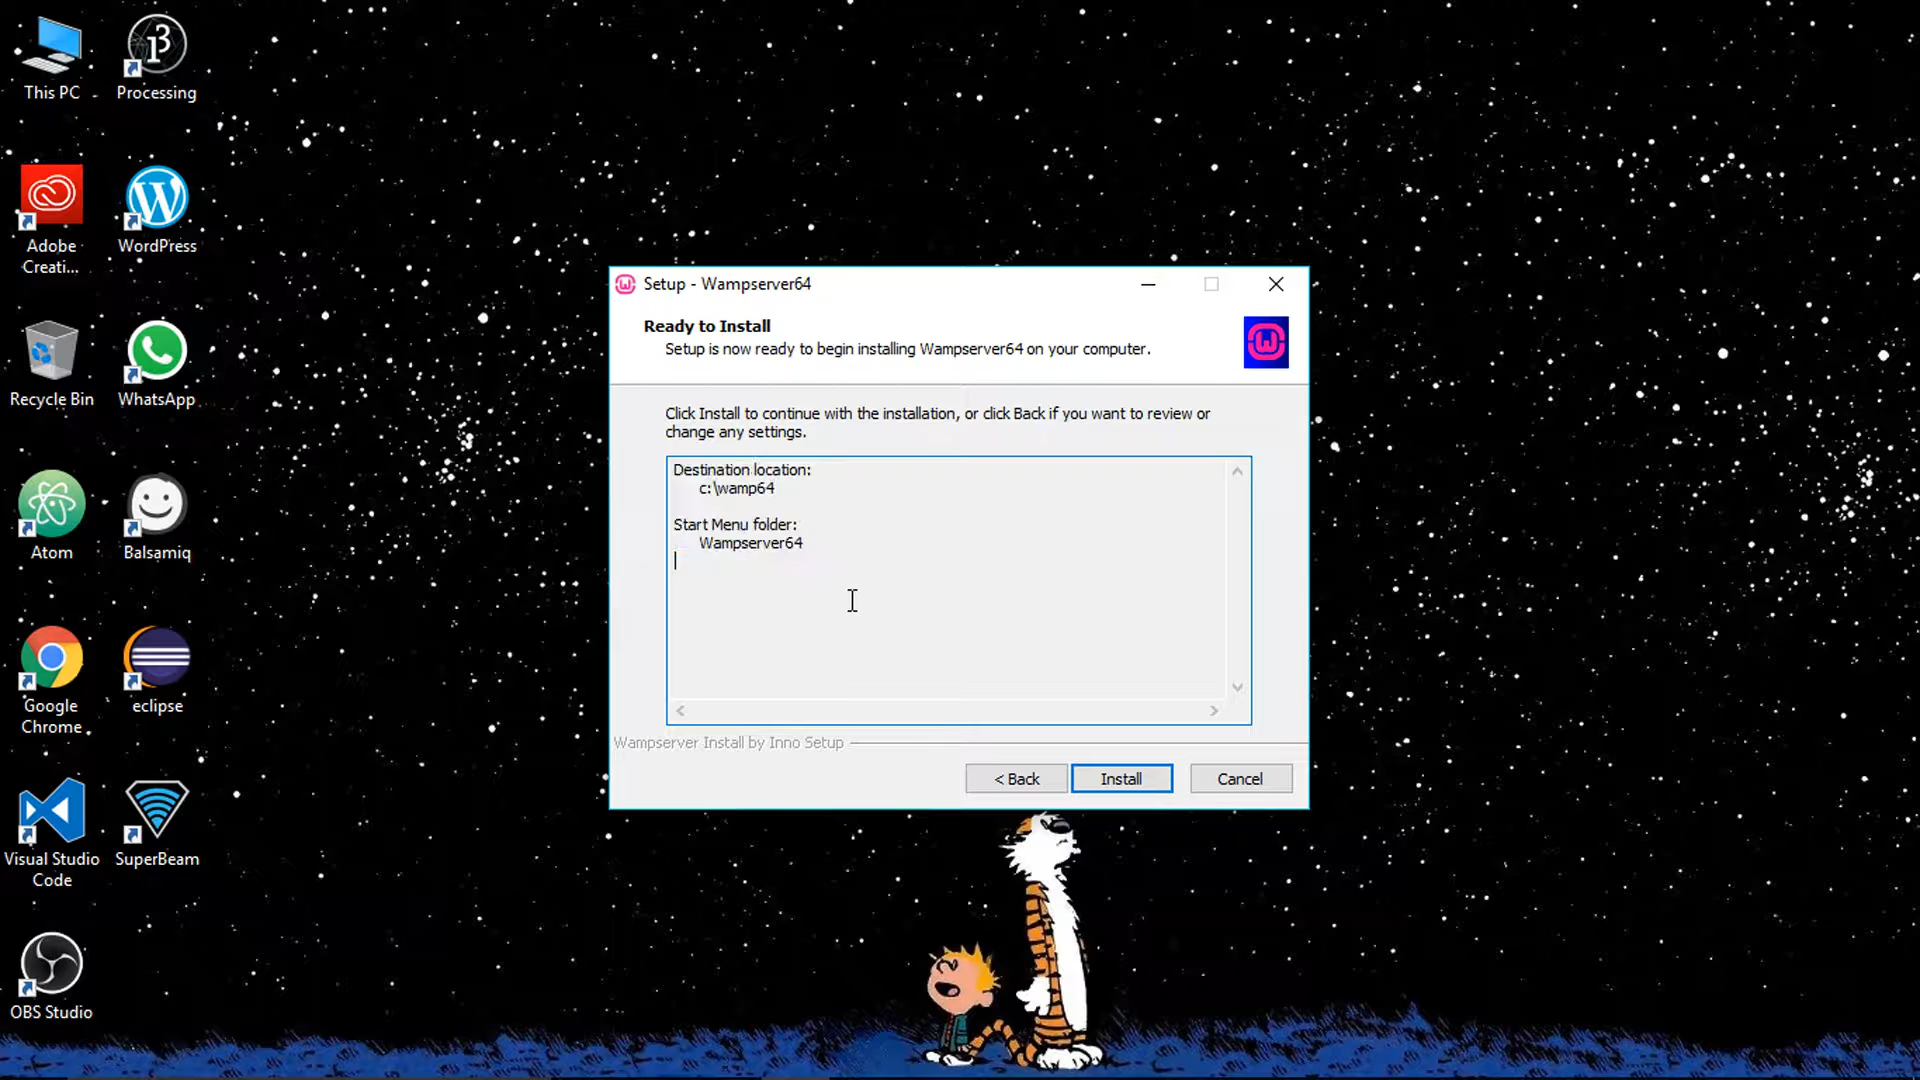 This PC
Processing
Adobe
Creati...
WordPress
Recycle Bin
WhatsApp
Atom
Balsamiq
Google
Chrome
eclipse
Visual Studio
Code
SuperBeam
OBS Studio
Setup - Wampserver64
Ready to Install
Setup is now ready to begin installing Wampserver64 on your computer.
Click Install to continue with the installation, or click Back if you want to review or
change any settings.
Destination location:
c:\wamp64
Start Menu folder:
Wampserver64
Wampserver Install by Inno Setup
< Back
Install
Cancel